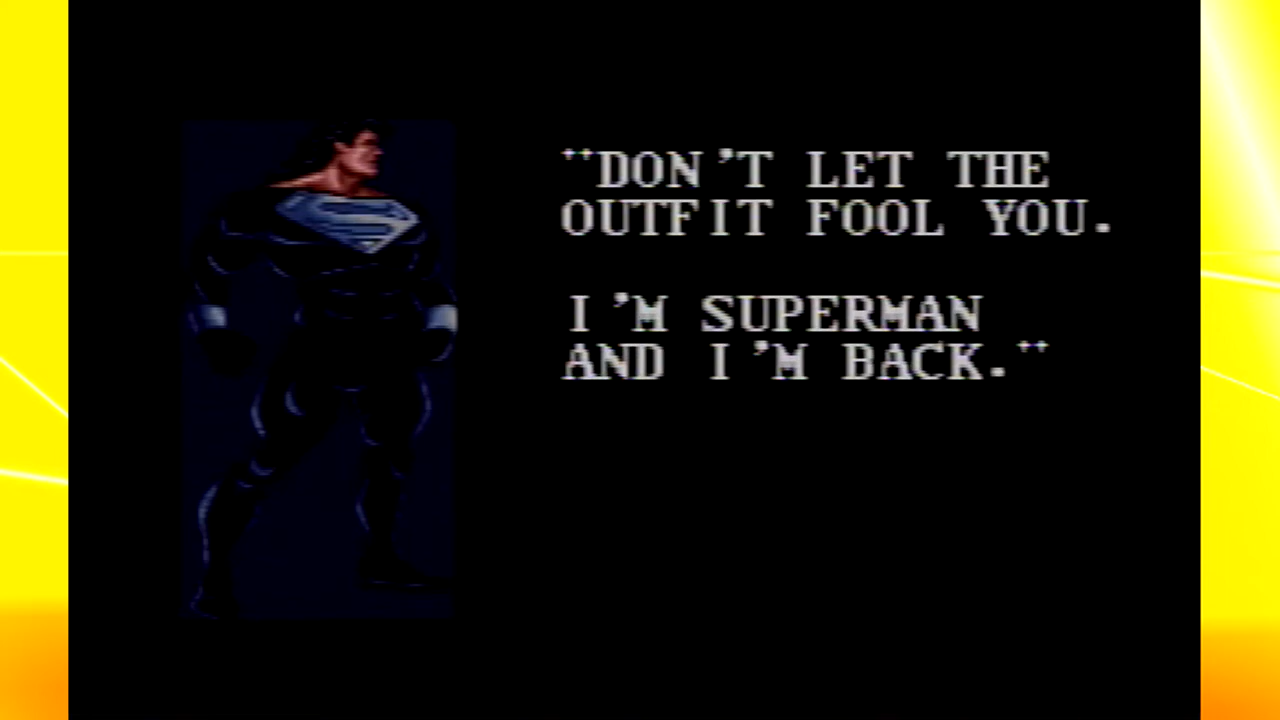 "DON'T LET THE
OUTFIT FOOL YOU.
I'M SUPERMAN
AND I'M BACK."